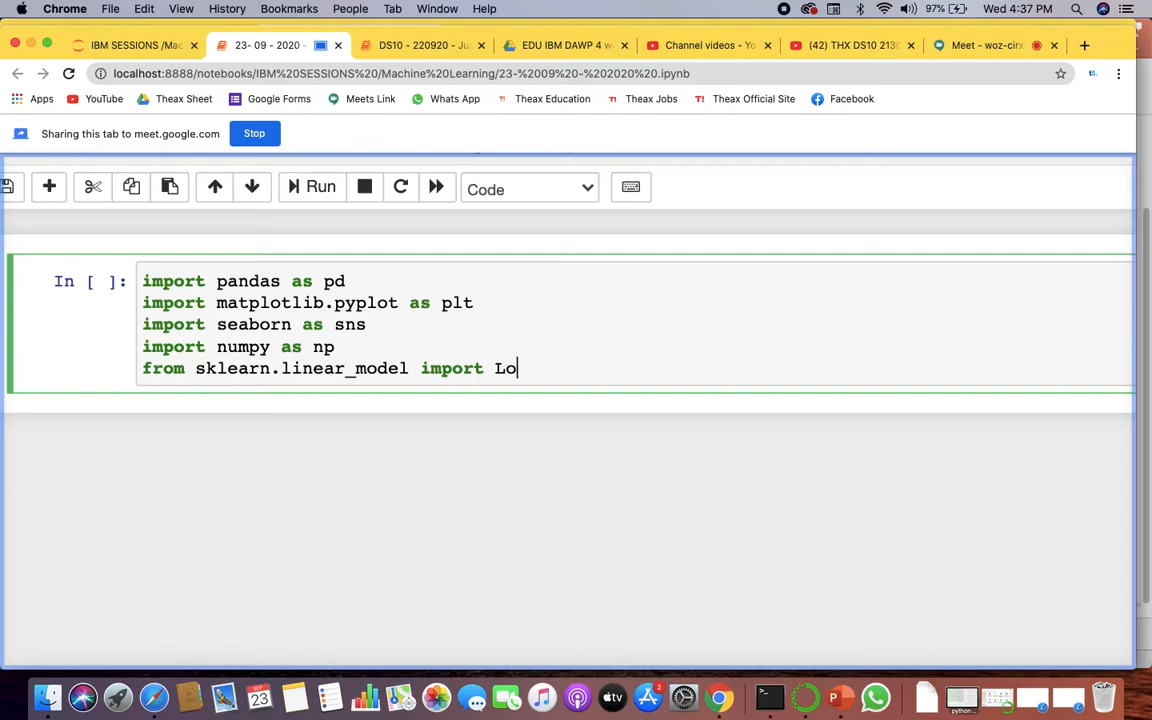 Chrome File Edit View History Bookmarks People Tab Window Help 97% Wed 4:37 PM
IBM SESSIONS /Mac 23- 09 - 2020 - DS10 - 220920 - Ju EDU IBM DAWP 4 w Channel videos - Yo (42) THX DS10 2130 Meet - woz-cirx
localhost:8888/notebooks/IBM%20SESSIONS%20/Machine%20Learning/23-%2009%20-%202020%20.ipynb
Apps YouTube Theax Sheet Google Forms Meets Link Whats App Theax Education Theax Jobs Theax Official Site Facebook
Sharing this tab to meet.google.com Stop
Run Code
In [ ]: import pandas as pd
import matplotlib.pyplot as plt
import seaborn as sns
import numpy as np
from sklearn.linear_model import Lo